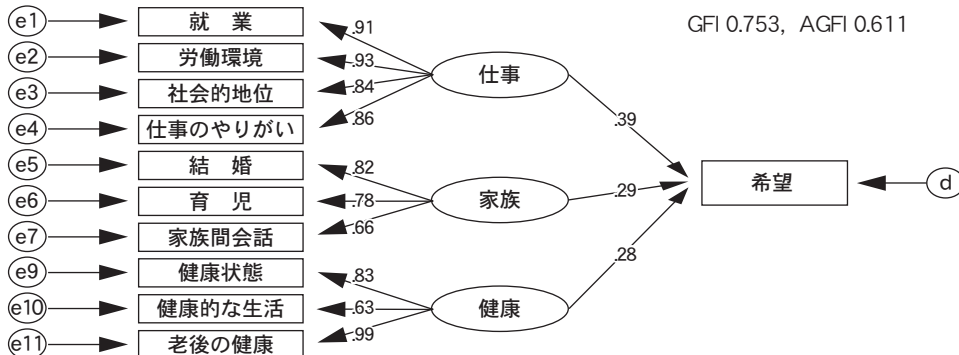 GFI 0.753, AGFI 0.611
e1 就 業 .91
e2 労働環境 .93 仕事
e3 社会的地位 .84
e4 仕事のやりがい .86 .39
e5 結 婚 .82
e6 育 児 .78 家族 .29 希望 d
e7 家族間会話 .66
e9 健康状態 .83 .28
e10 健康的な生活 .63 健康
e11 老後の健康 .99